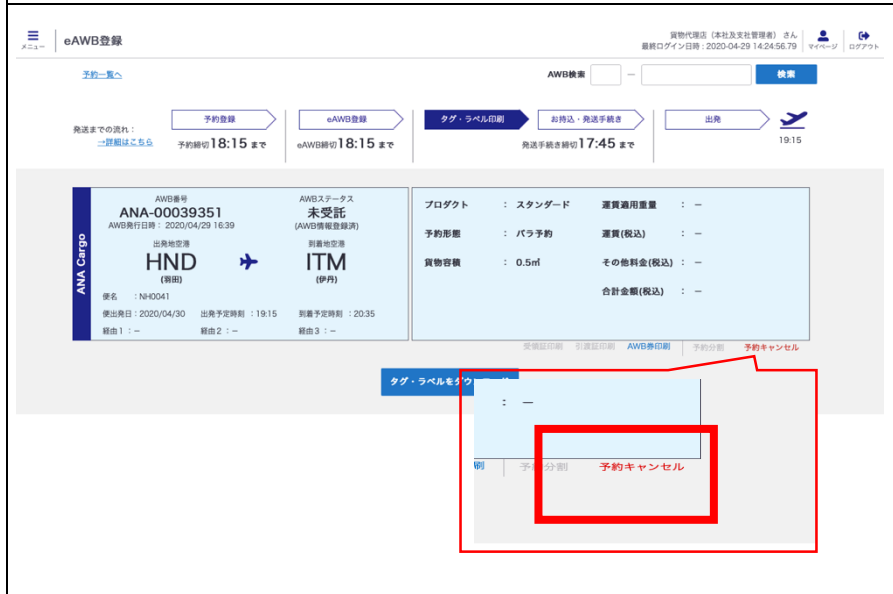 メニュー
eAWB登録
貨物代理店（本社及支社管理者） さん
最終ログイン日時 : 2020-04-29 14:24:56.79
マイページ
ログアウト
予約一覧へ
AWB検索
－
検索
発送までの流れ：
→詳細はこちら
予約登録
eAWB登録
タグ・ラベル印刷
お持込・発送手続き
出発
予約締切18:15 まで
eAWB締切18:15 まで
発送手続き締切17:45 まで
19:15
ANA Cargo
AWB番号
ANA-00039351
AWB発行日時 : 2020/04/29 16:39
AWBステータス
未受託
(AWB情報登録済)
出発地空港
HND
(羽田)
到着地空港
ITM
(伊丹)
便名 : NH0041
便出発日 : 2020/04/30 出発予定時刻 : 19:15 到着予定時刻 : 20:35
経由1 : － 経由2 : － 経由3 : －
プロダクト : スタンダード
予約形態 : バラ予約
貨物容積 : 0.5㎥
運賃適用重量 : －
運賃(税込) : －
その他料金(税込) : －
合計金額(税込) : －
受領証印刷 引渡証印刷 AWB券印刷 予約分割 予約キャンセル
タグ・ラベルをダウ
: －
刷 予約分割 予約キャンセル